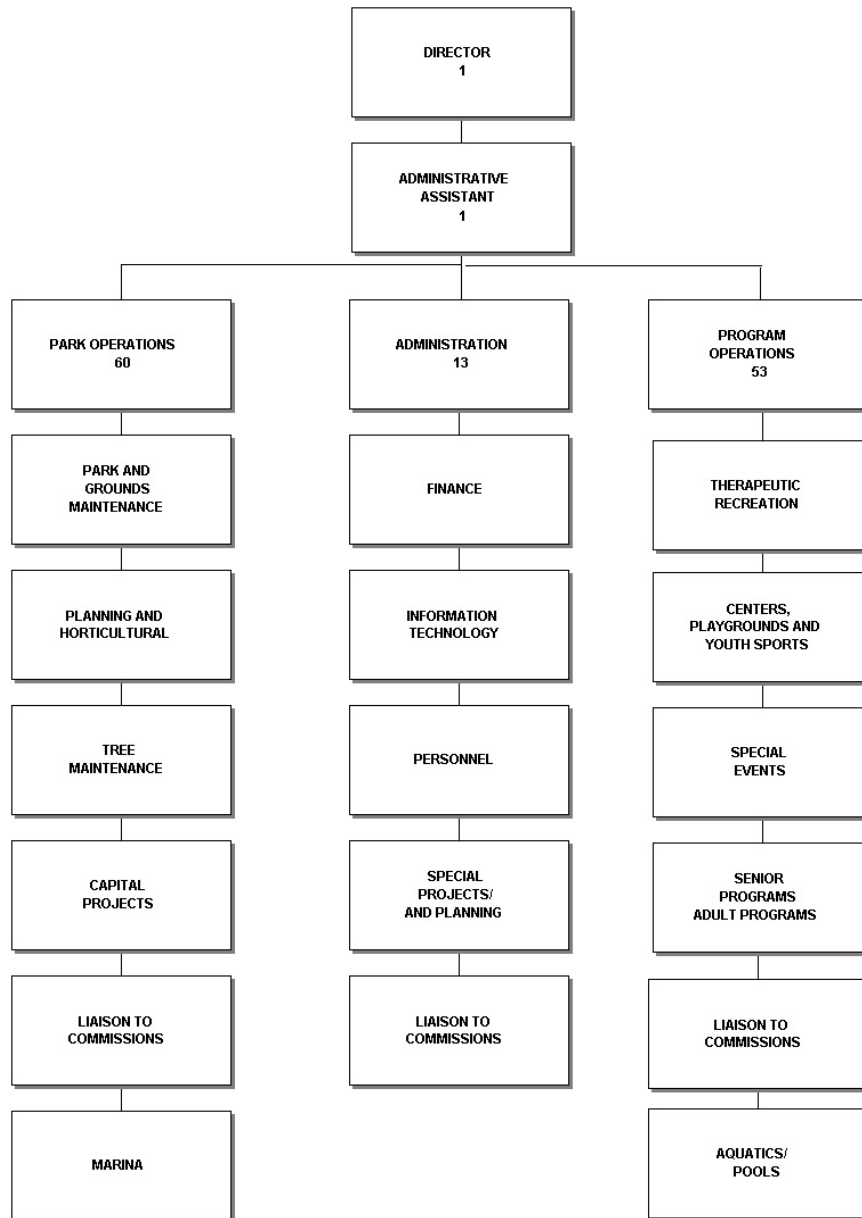 DIRECTOR
1
ADMINISTRATIVE
ASSISTANT
1
PARK OPERATIONS
60
ADMINISTRATION
13
PROGRAM
OPERATIONS
53
PARK AND
GROUNDS
MAINTENANCE
FINANCE
THERAPEUTIC
RECREATION
PLANNING AND
HORTICULTURAL
INFORMATION
TECHNOLOGY
CENTERS,
PLAYGROUNDS AND
YOUTH SPORTS
TREE
MAINTENANCE
PERSONNEL
SPECIAL
EVENTS
CAPITAL
PROJECTS
SPECIAL
PROJECTS/
AND PLANNING
SENIOR
PROGRAMS
ADULT PROGRAMS
LIAISON TO
COMMISSIONS
LIAISON TO
COMMISSIONS
LIAISON TO
COMMISSIONS
MARINA
AQUATICS/
POOLS